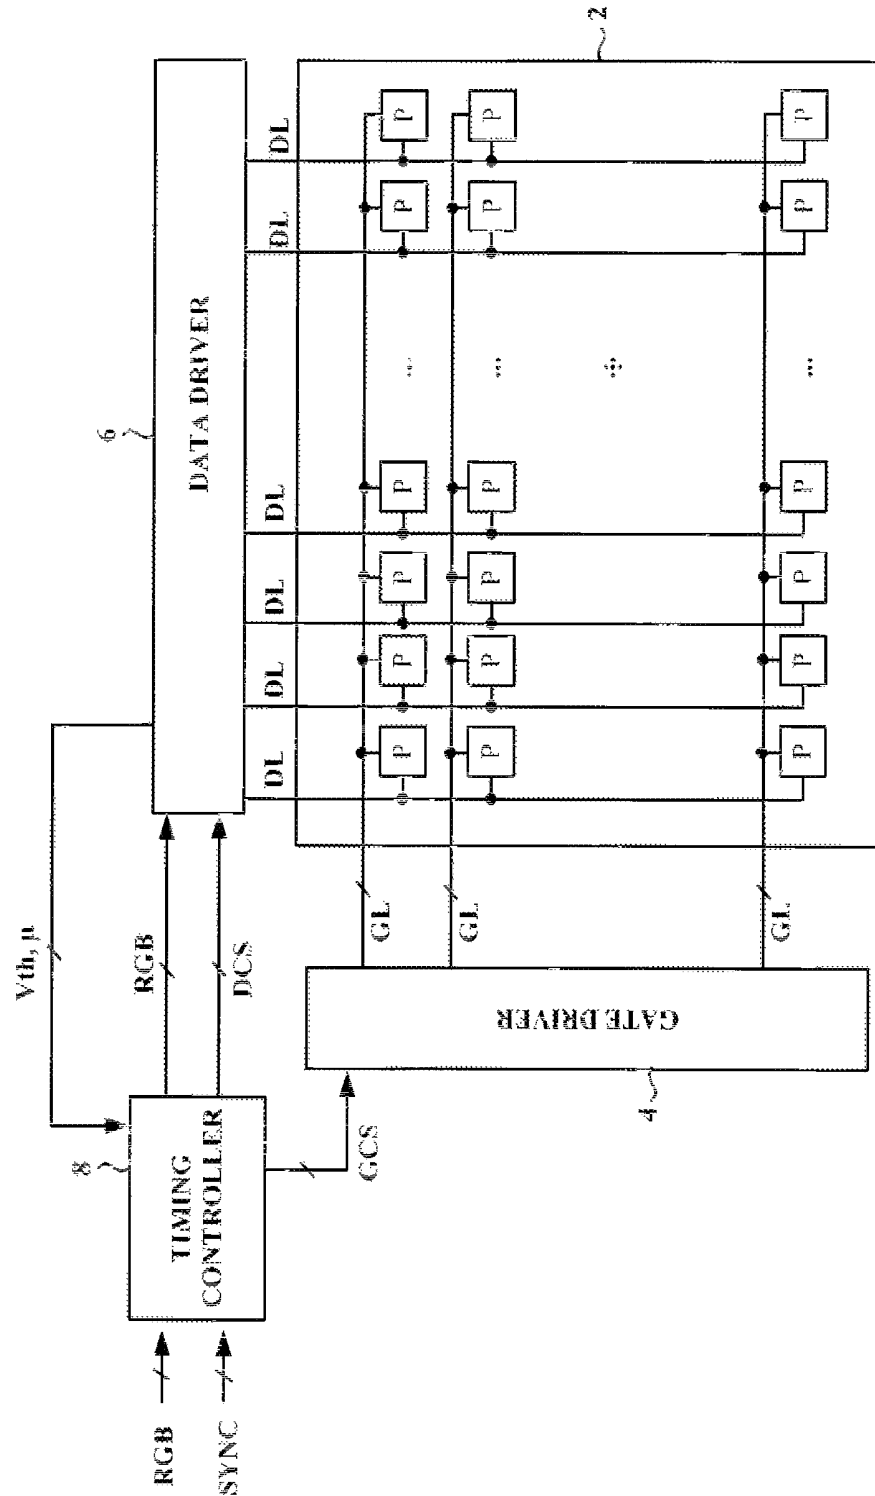 6
DATA DRIVER
Vth, μ
RGB
DCS
DL
DL
DL
DL
DL
DL
2
8
TIMING
CONTROLLER
RGB
SYNC
GCS
GATE DRIVER
4
GL
P
P
P
P
P
P
GL
P
P
P
P
P
P
GL
P
P
P
P
P
P